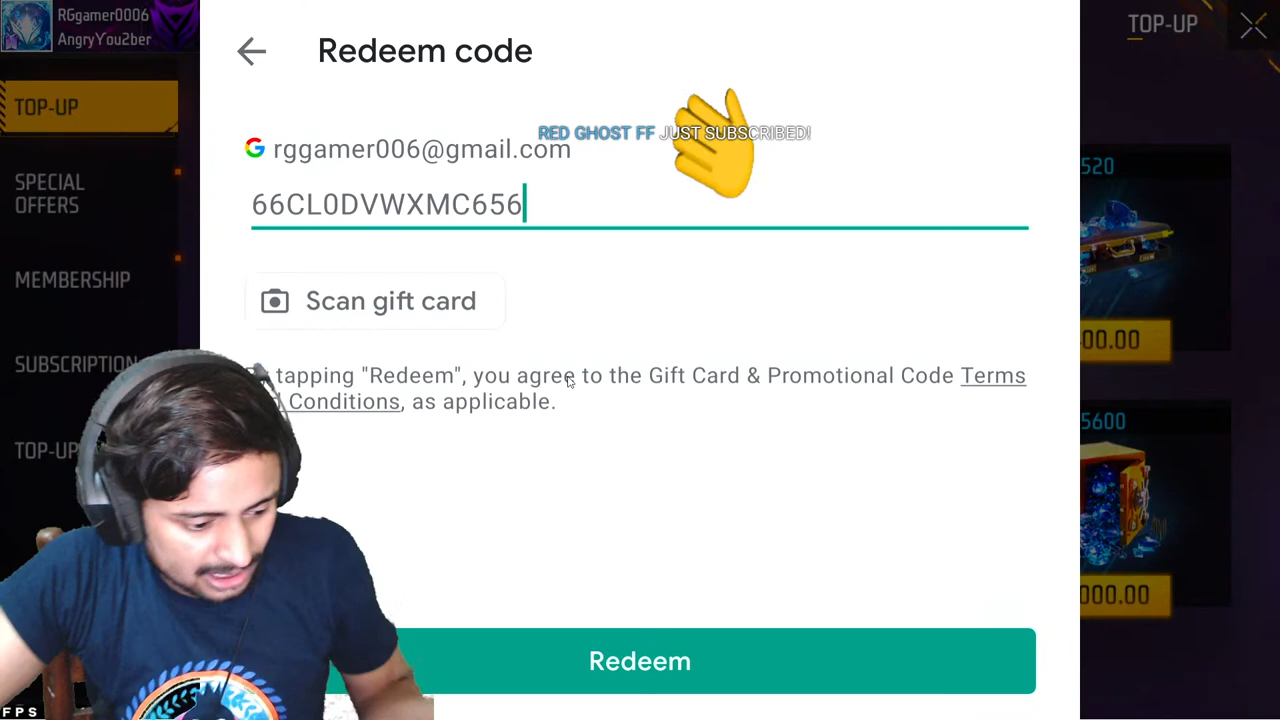 RGgamer0006
AngryYou2ber
TOP-UP
SPECIAL
OFFERS
MEMBERSHIP
SUBSCRIPTION
TOP-UP
Redeem code
RED GHOST FF JUST SUBSCRIBED!
rggamer006@gmail.com
66CL0DVWXMC656
Scan gift card
tapping "Redeem", you agree to the Gift Card & Promotional Code Terms
Conditions, as applicable.
Redeem
TOP-UP
520
00.00
5600
000.00
FPS